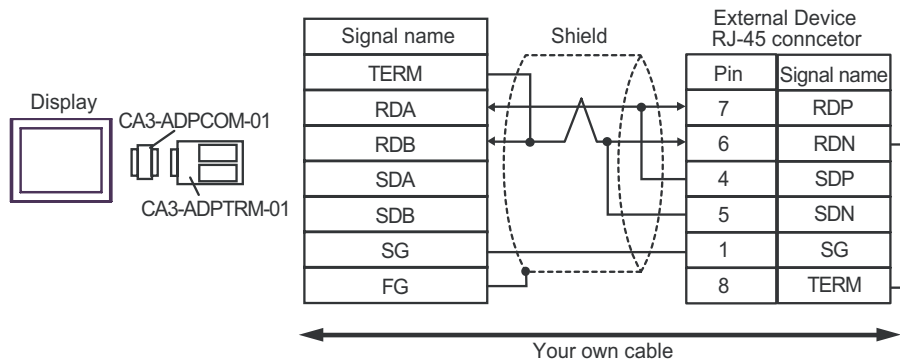 Display
CA3-ADPCOM-01
CA3-ADPTRM-01
Signal name
TERM
RDA
RDB
SDA
SDB
SG
FG
Shield
External Device
RJ-45 conncetor
Pin Signal name
7 RDP
6 RDN
4 SDP
5 SDN
1 SG
8 TERM
Your own cable